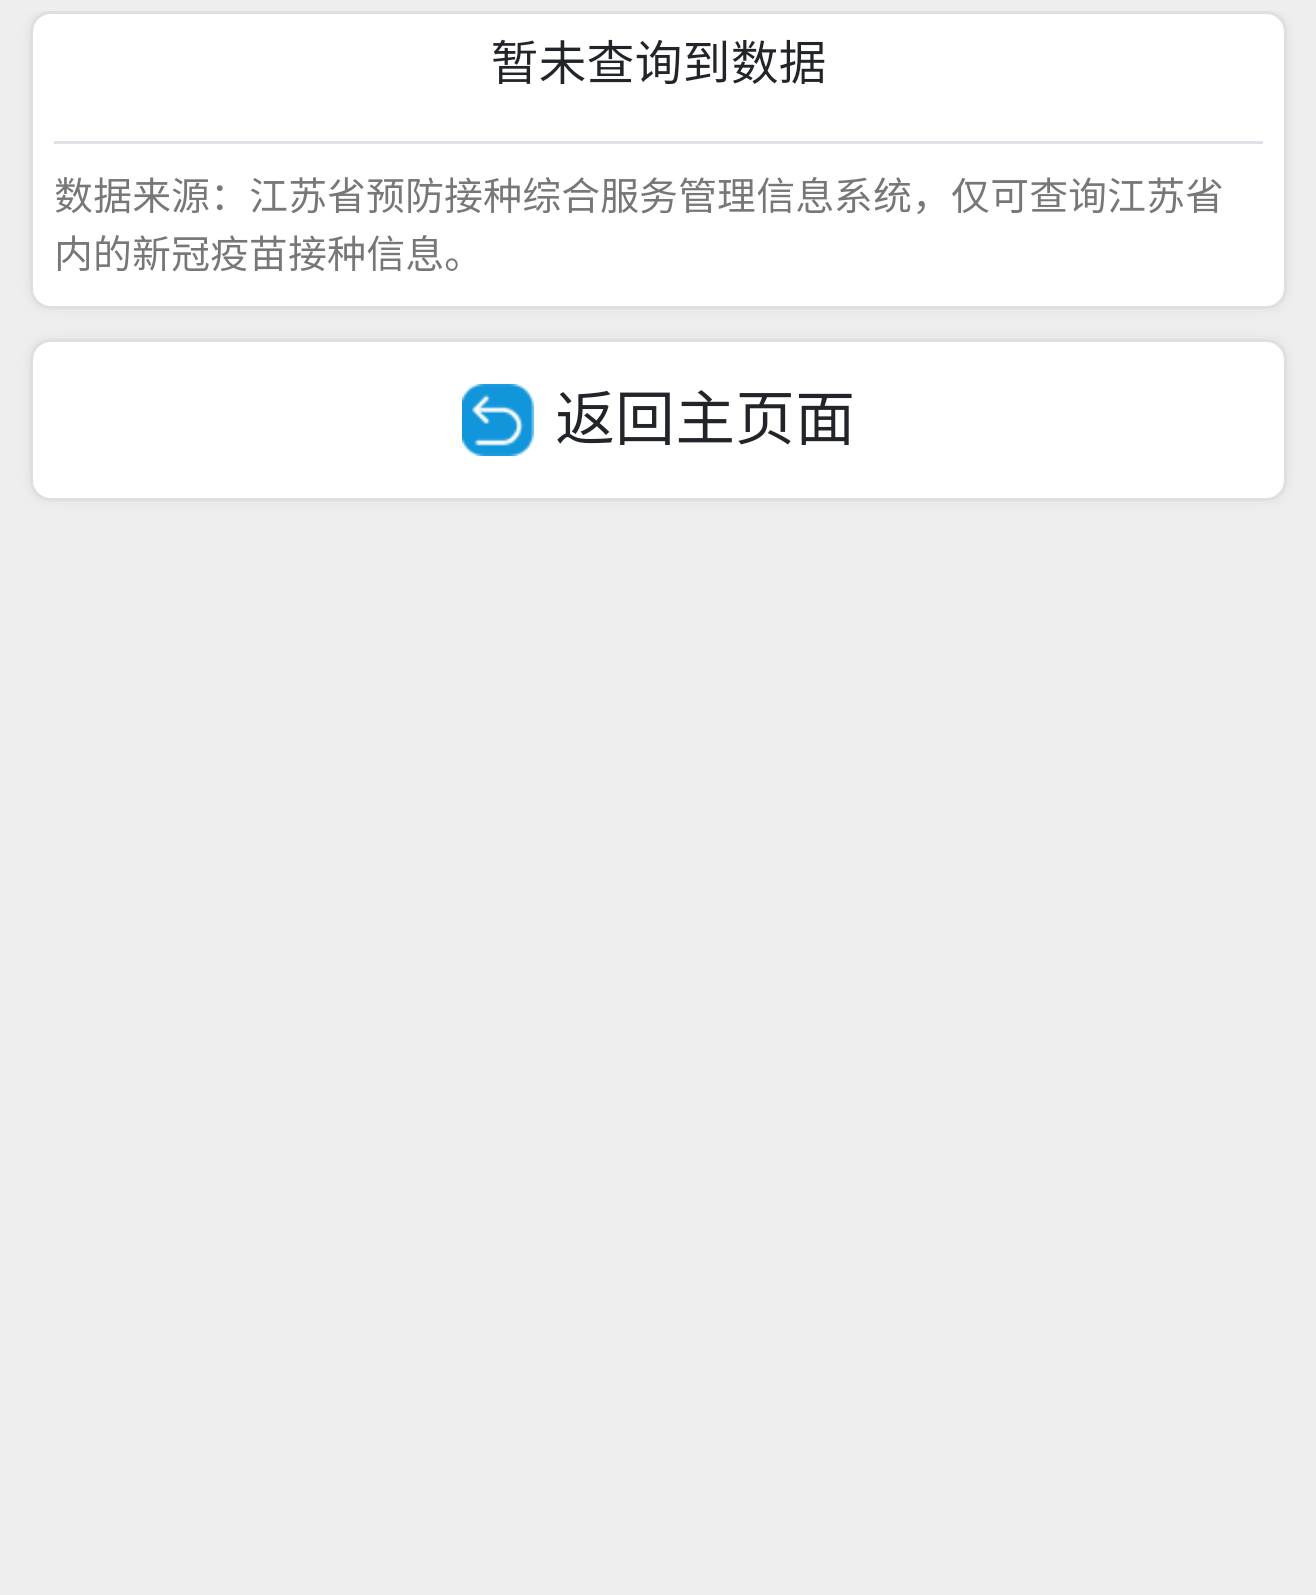 暂未查询到数据
数据来源：江苏省预防接种综合服务管理信息系统，仅可查询江苏省
内的新冠疫苗接种信息。
返回主页面